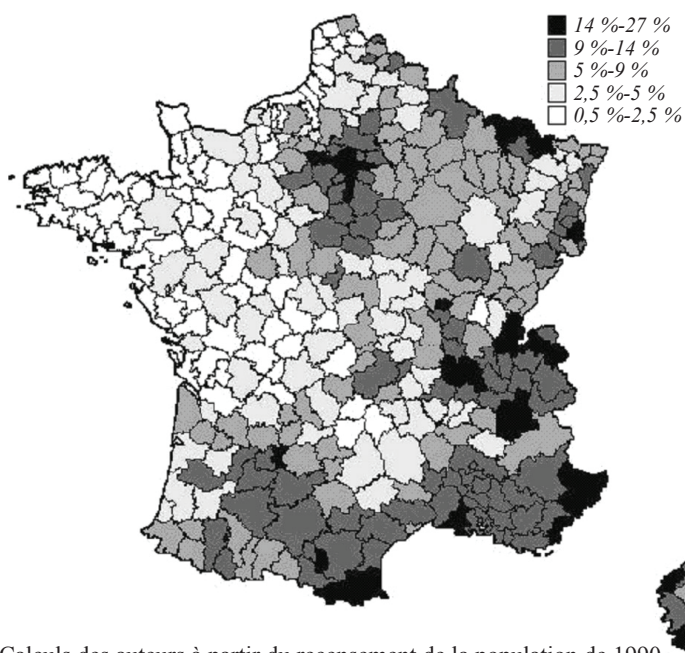 14 %-27 %
9 %-14 %
5 %-9 %
2,5 %-5 %
0,5 %-2,5 %
Calculs des auteurs à partir du recensement de la population de 1990